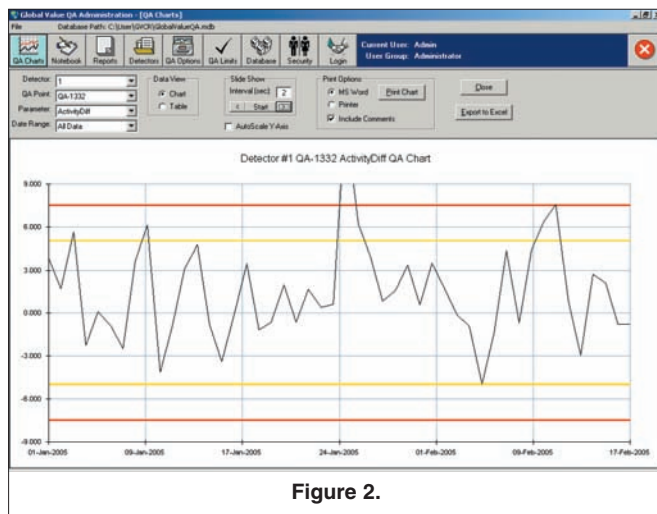 Global Value QA Administration - [QA Charts]
File Database Path: C:\User\GVCR\GlobalValueQA.mdb
QA Charts Notebook Reports Detectors QA Options QA Limits Database Security Login
Current User: Admin
User Group: Administrator
Detector: 1
QA Point: QA-1332
Parameter: ActivityDiff
Date Range: All Data
Data View
Chart
Table
Slide Show
Interval (sec) 2
< Start
AutoScale Y-Axis
Print Options
MS Word Print Chart
Printer
Include Comments
Close
Export to Excel
Detector #1 QA-1332 ActivityDiff QA Chart
9.000
6.000
3.000
0.000
-3.000
-6.000
-9.000
01-Jan-2005 09-Jan-2005 17-Jan-2005 24-Jan-2005 01-Feb-2005 09-Feb-2005 17-Feb-2005
Figure 2.